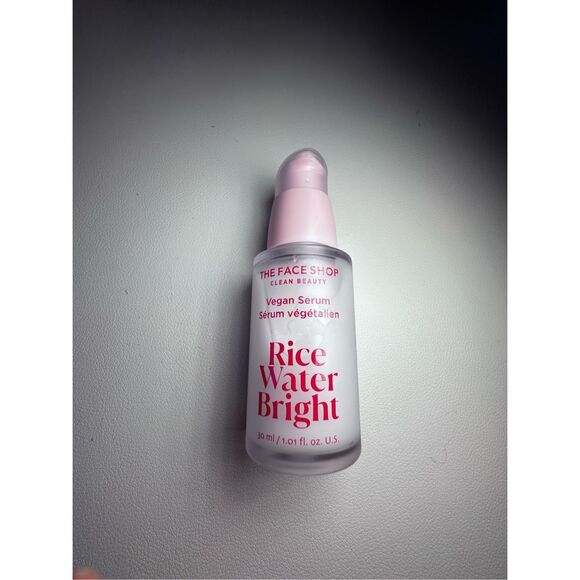 THE FACE SHOP
CLEAN BEAUTY
Vegan Serum
Sérum végétalien
Rice
Water
Bright
30 ml / 1.01 fl. oz. U.S.